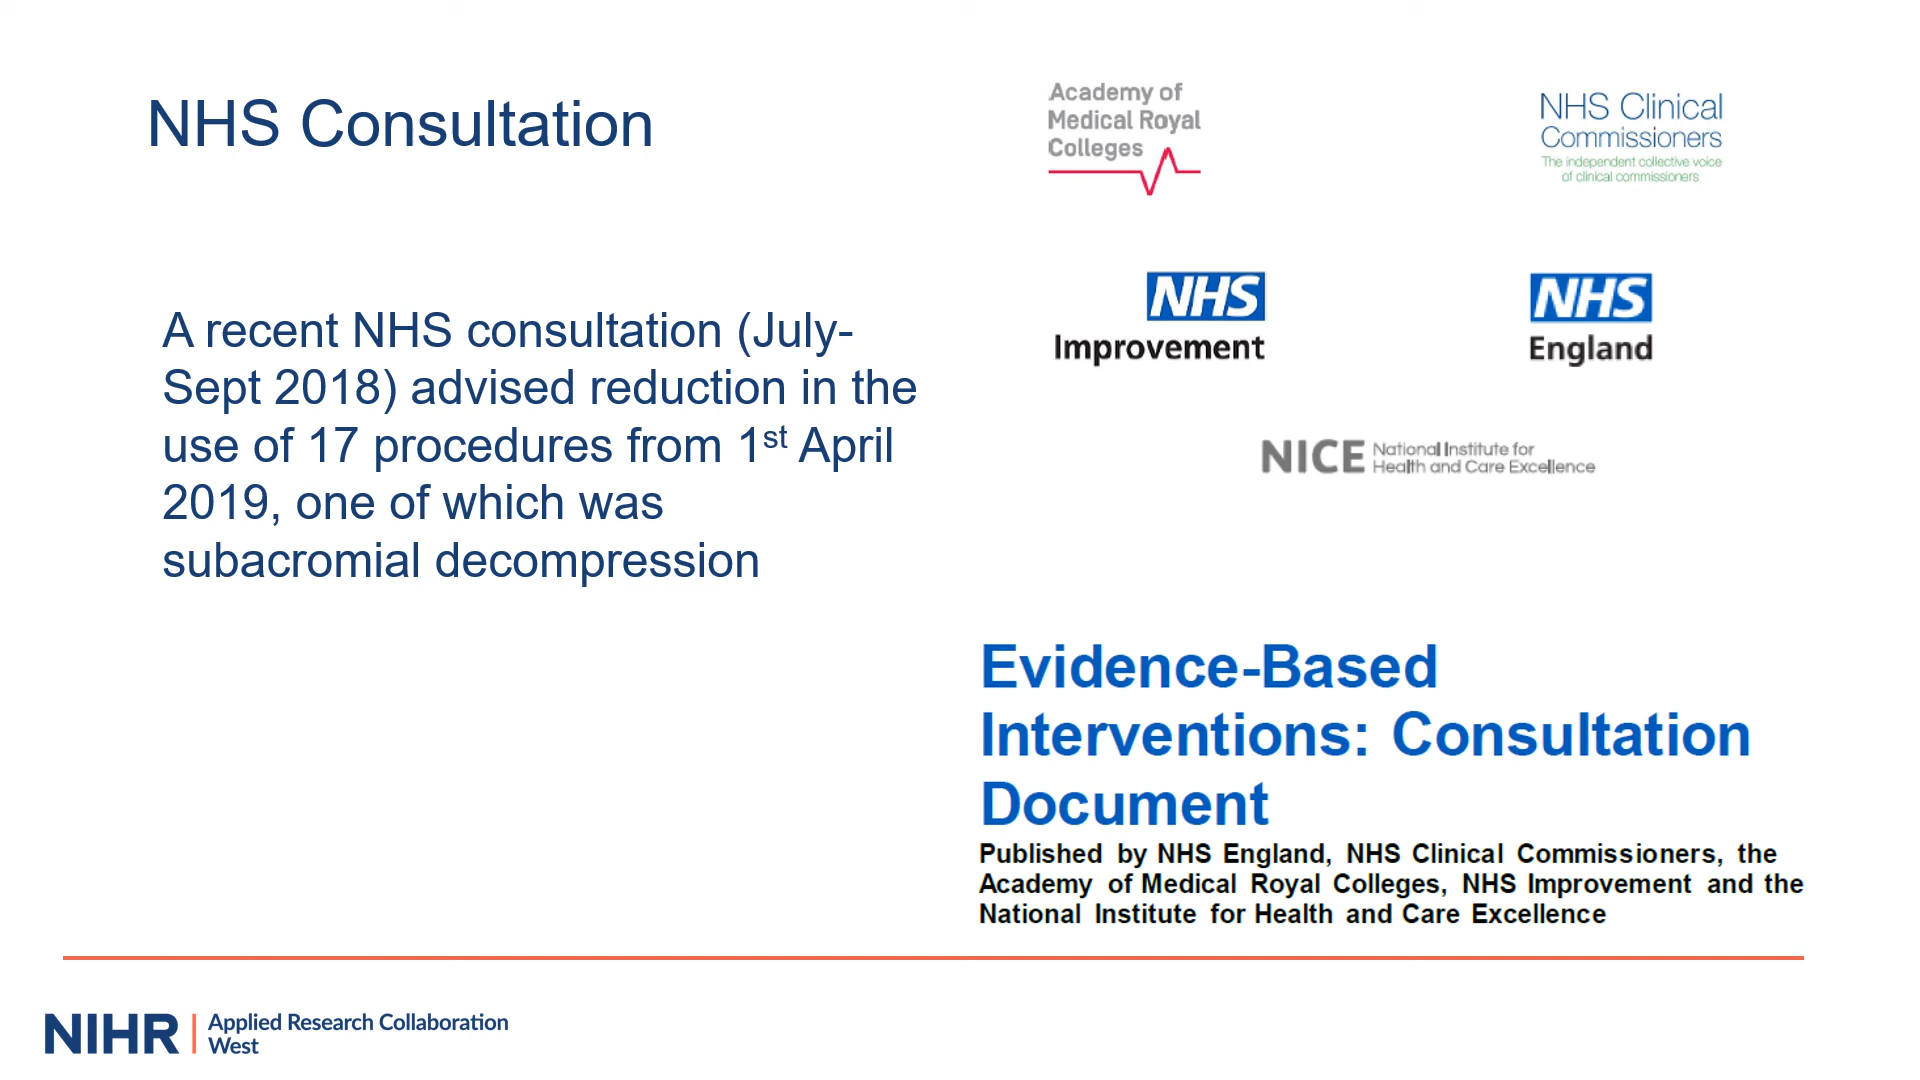 NHS Consultation
A recent NHS consultation (July-
Sept 2018) advised reduction in the
use of 17 procedures from 1st April
2019, one of which was
subacromial decompression
Academy of
Medical Royal
Colleges
NHS Clinical
Commissioners
The independent collective voice
of clinical commissioners
NHS
Improvement
NHS
England
NICE National Institute for
Health and Care Excellence
Evidence-Based
Interventions: Consultation
Document
Published by NHS England, NHS Clinical Commissioners, the
Academy of Medical Royal Colleges, NHS Improvement and the
National Institute for Health and Care Excellence
NIHR Applied Research Collaboration
West